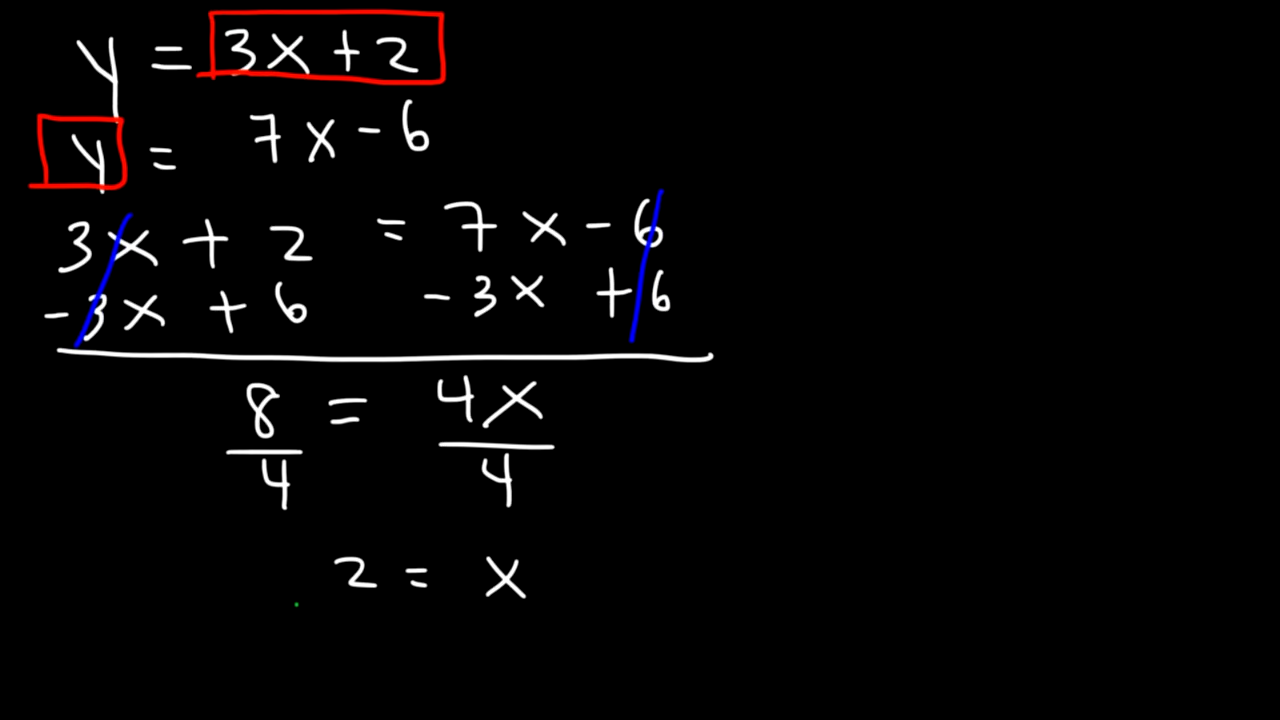 y = 3x + 2
y = 7x - 6
3x + 2 = 7x - 6
-3x + 6 -3x + 6
8 = 4x
4 4
2 = x